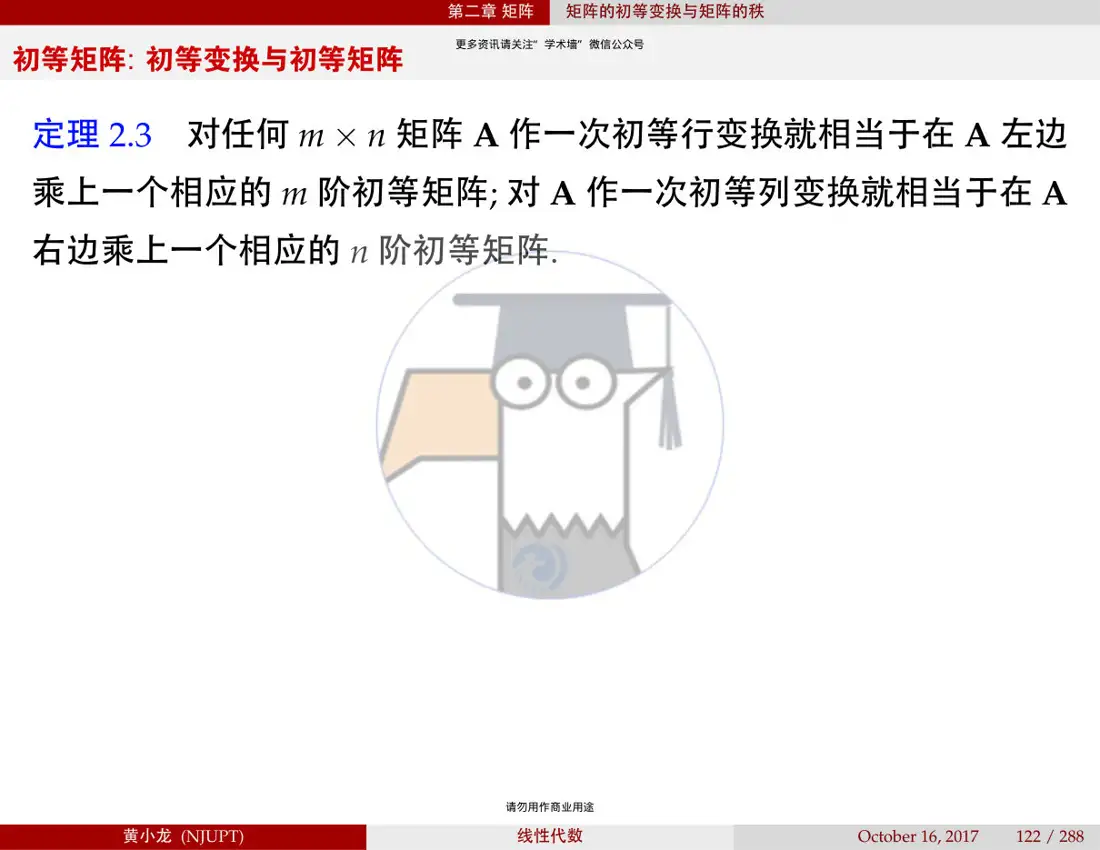 第二章 矩阵 矩阵的初等变换与矩阵的秩
更多资讯请关注“学术墙”微信公众号
初等矩阵: 初等变换与初等矩阵
定理 2.3 对任何 m × n 矩阵 A 作一次初等行变换就相当于在 A 左边
乘上一个相应的 m 阶初等矩阵; 对 A 作一次初等列变换就相当于在 A
右边乘上一个相应的 n 阶初等矩阵.
请勿用作商业用途
黄小龙 (NJUPT) 线性代数 October 16, 2017 122 / 288